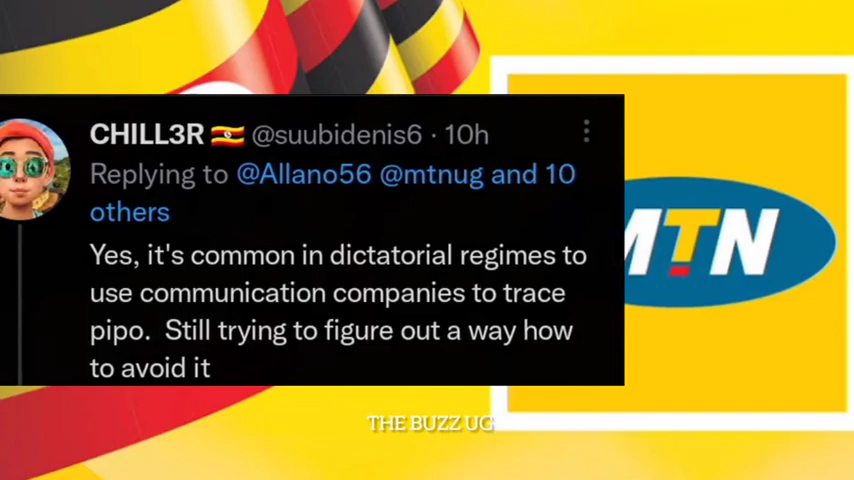 CHILL3R 🇺🇬 @suubidenis6 · 10h
Replying to @Allano56 @mtnug and 10
others
Yes, it's common in dictatorial regimes to
use communication companies to trace
pipo. Still trying to figure out a way how
to avoid it
MTN
THE BUZZ UG